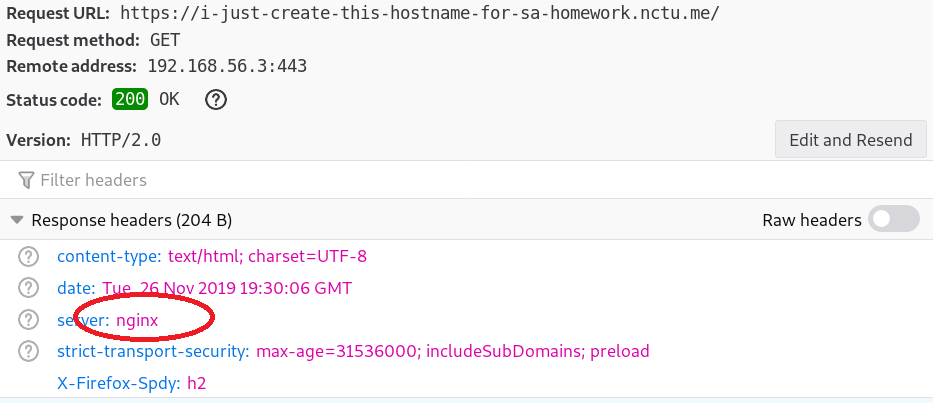 Request URL: https://i-just-create-this-hostname-for-sa-homework.nctu.me/
Request method: GET
Remote address: 192.168.56.3:443
Status code: 200 OK ?
Version: HTTP/2.0
Edit and Resend
Filter headers
Response headers (204 B) Raw headers
? content-type: text/html; charset=UTF-8
? date: Tue, 26 Nov 2019 19:30:06 GMT
? server: nginx
? strict-transport-security: max-age=31536000; includeSubDomains; preload
X-Firefox-Spdy: h2